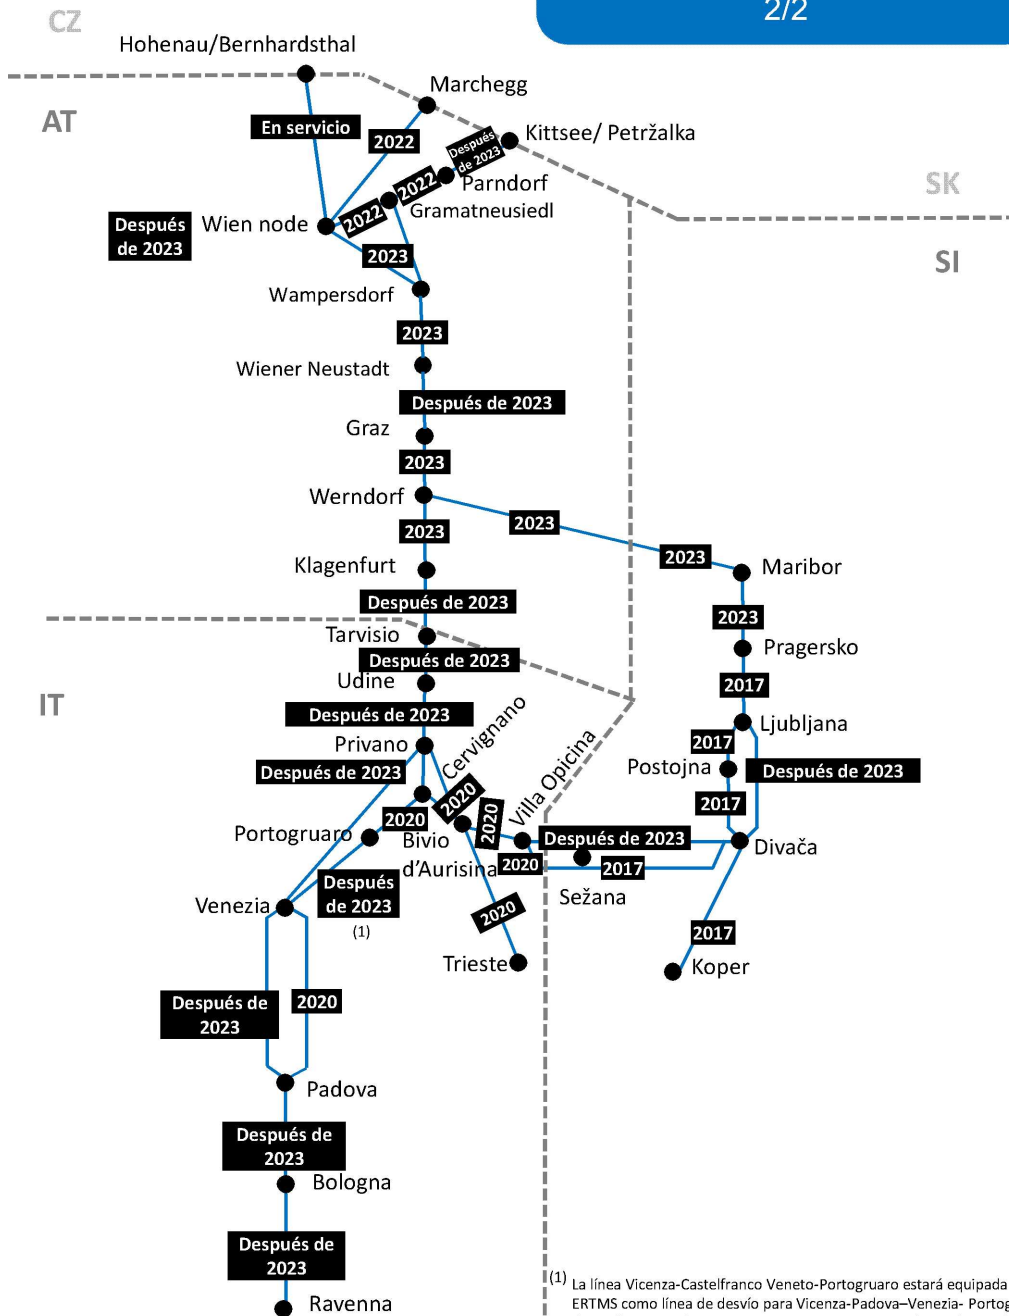 2/2
CZ
Hohenau/Bernhardsthal
Marchegg
AT
En servicio
2022
Después
de 2023
Kittsee/ Petržalka
SK
2022
Parndorf
2022
Gramatneusiedl
Wien node
Después
de 2023
2023
SI
Wampersdorf
2023
Wiener Neustadt
Después de 2023
Graz
2023
Werndorf
2023
2023
2023
Klagenfurt
Maribor
Después de 2023
2023
Tarvisio
Pragersko
Después de 2023
Udine
2017
IT
Después de 2023
Ljubljana
Privano
Cervignano
2017
Villa Opicina
Postojna
Después de 2023
Después de 2023
2020
2017
2020
2020
Portogruaro
Bivio
d'Aurisina
Después de 2023
Divača
2020
2017
Sežana
Después
de 2023
(1)
Venezia
2020
2017
Trieste
Koper
Después de
2023
2020
Padova
Después de
2023
Bologna
Después de
2023
Ravenna
(1) La línea Vicenza-Castelfranco Veneto-Portogruaro estará equipada
ERTMS como línea de desvío para Vicenza-Padova–Venezia- Portog